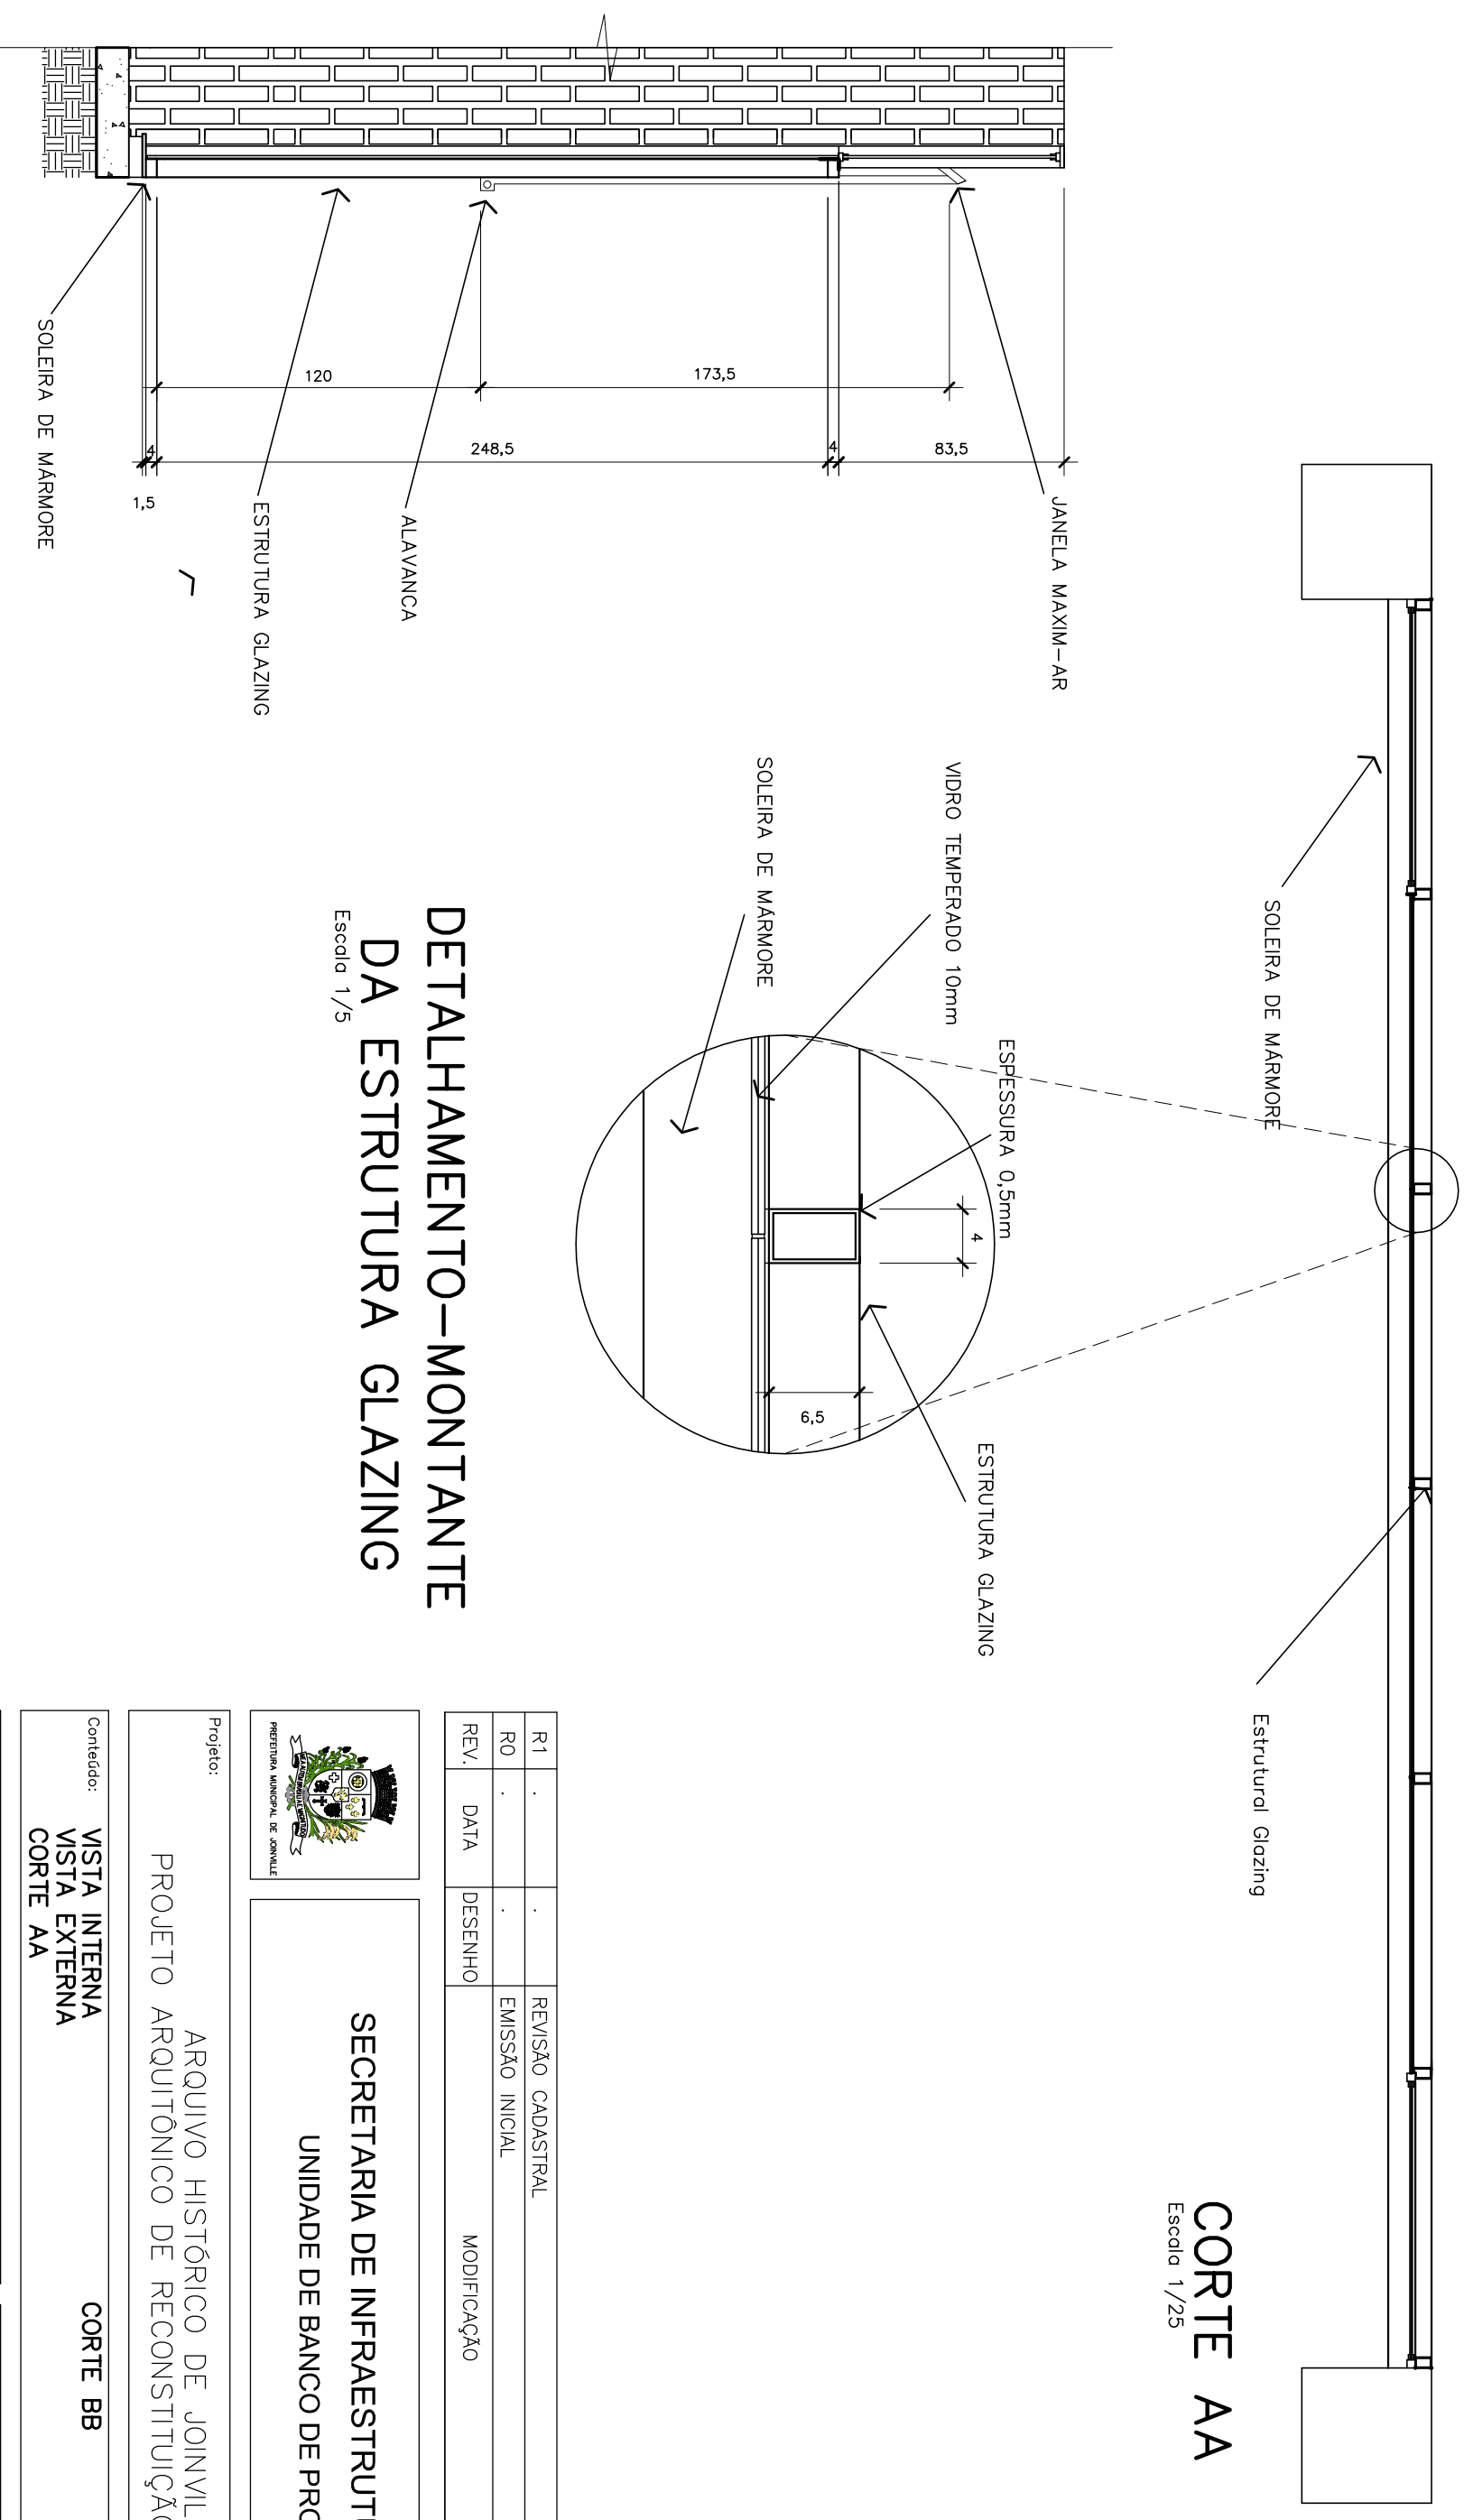 CORTE AA
Escala 1/25
SOLEIRA DE MÁRMORE
Estrutural Glazing
JANELA MAXIM-AR
ALAVANCA
ESTRUTURA GLAZING
SOLEIRA DE MÁRMORE
120
173,5
4
248,5
4
83,5
1,5
VIDRO TEMPERADO 10mm
ESPESSURA 0,5mm
SOLEIRA DE MÁRMORE
4
6,5
ESTRUTURA GLAZING
DETALHAMENTO-MONTANTE
DA ESTRUTURA GLAZING
Escala 1/5
R1 . . REVISÃO CADASTRAL
R0 . . EMISSÃO INICIAL
REV. DATA DESENHO MODIFICAÇÃO
PREFEITURA MUNICIPAL DE JOINVILLE
SECRETARIA DE INFRAESTRUT
UNIDADE DE BANCO DE PRO
Projeto:
ARQUIVO HISTÓRICO DE JOINVIL
PROJETO ARQUITÔNICO DE RECONSTITUIÇÃO
Conteúdo:
VISTA INTERNA CORTE BB
VISTA EXTERNA
CORTE AA